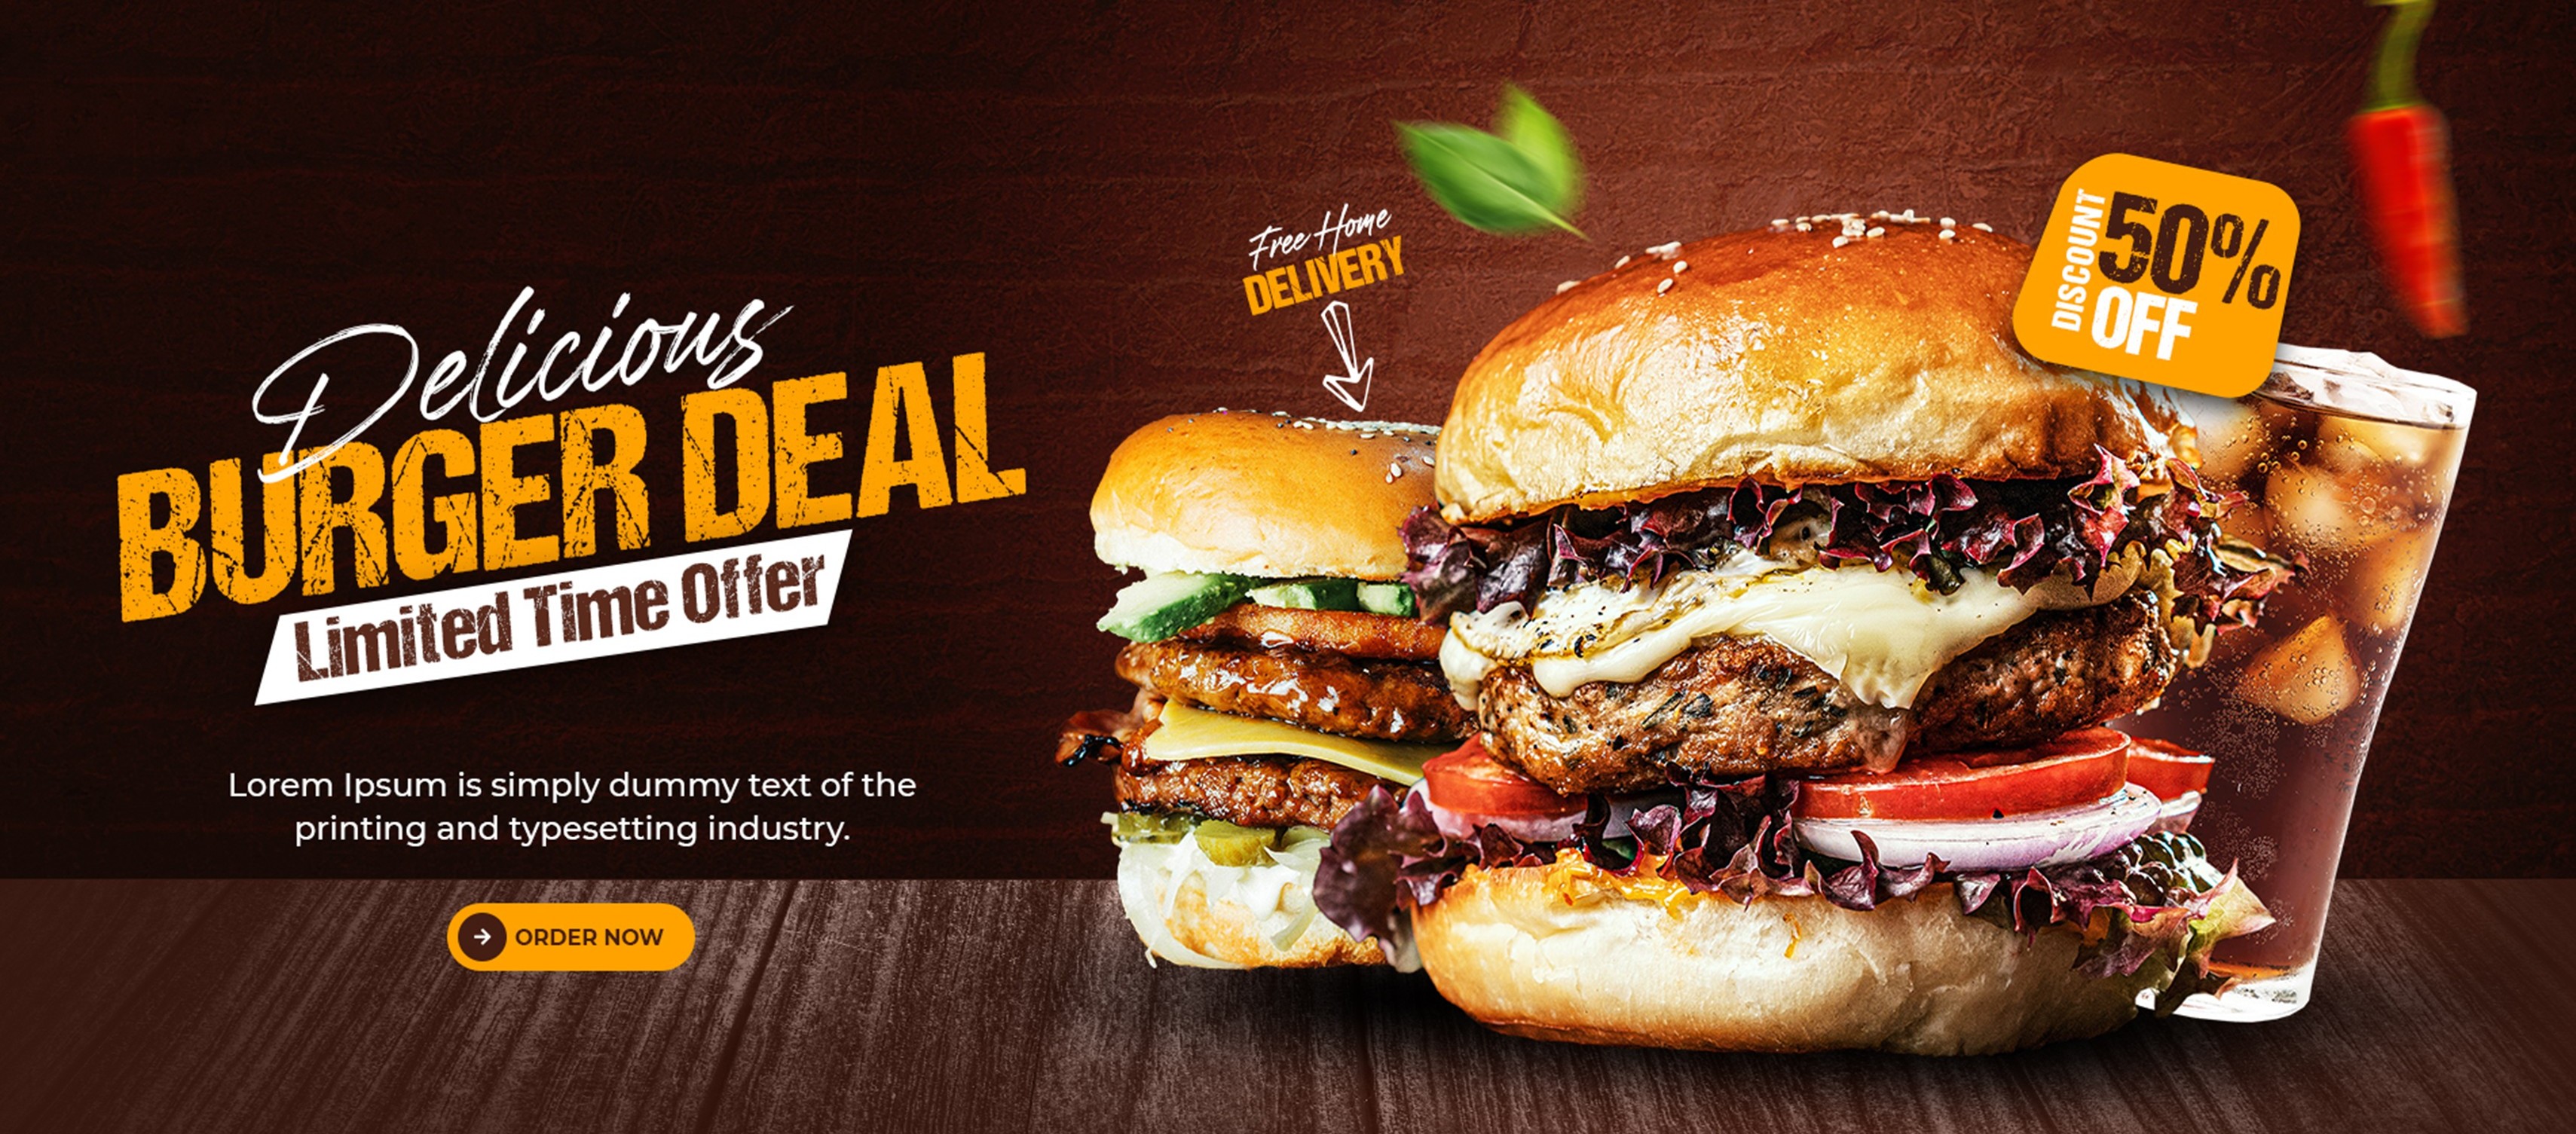 Delicious
BURGER DEAL
Limited Time Offer
Lorem Ipsum is simply dummy text of the
printing and typesetting industry.
ORDER NOW
Free Home
DELIVERY
DISCOUNT
50%
OFF